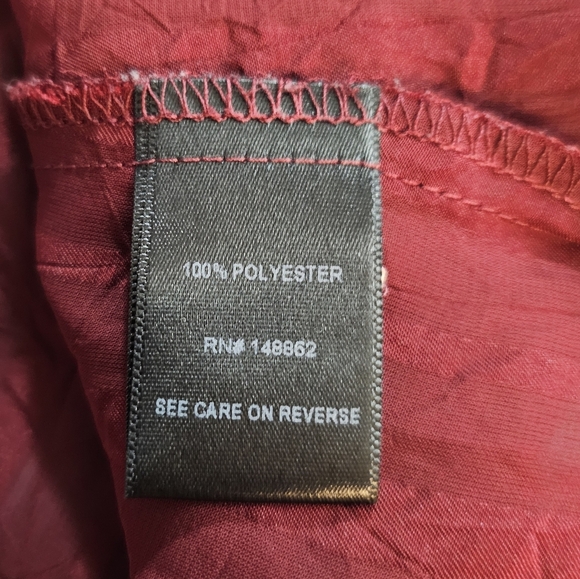 100% POLYESTER
RN# 148862
SEE CARE ON REVERSE